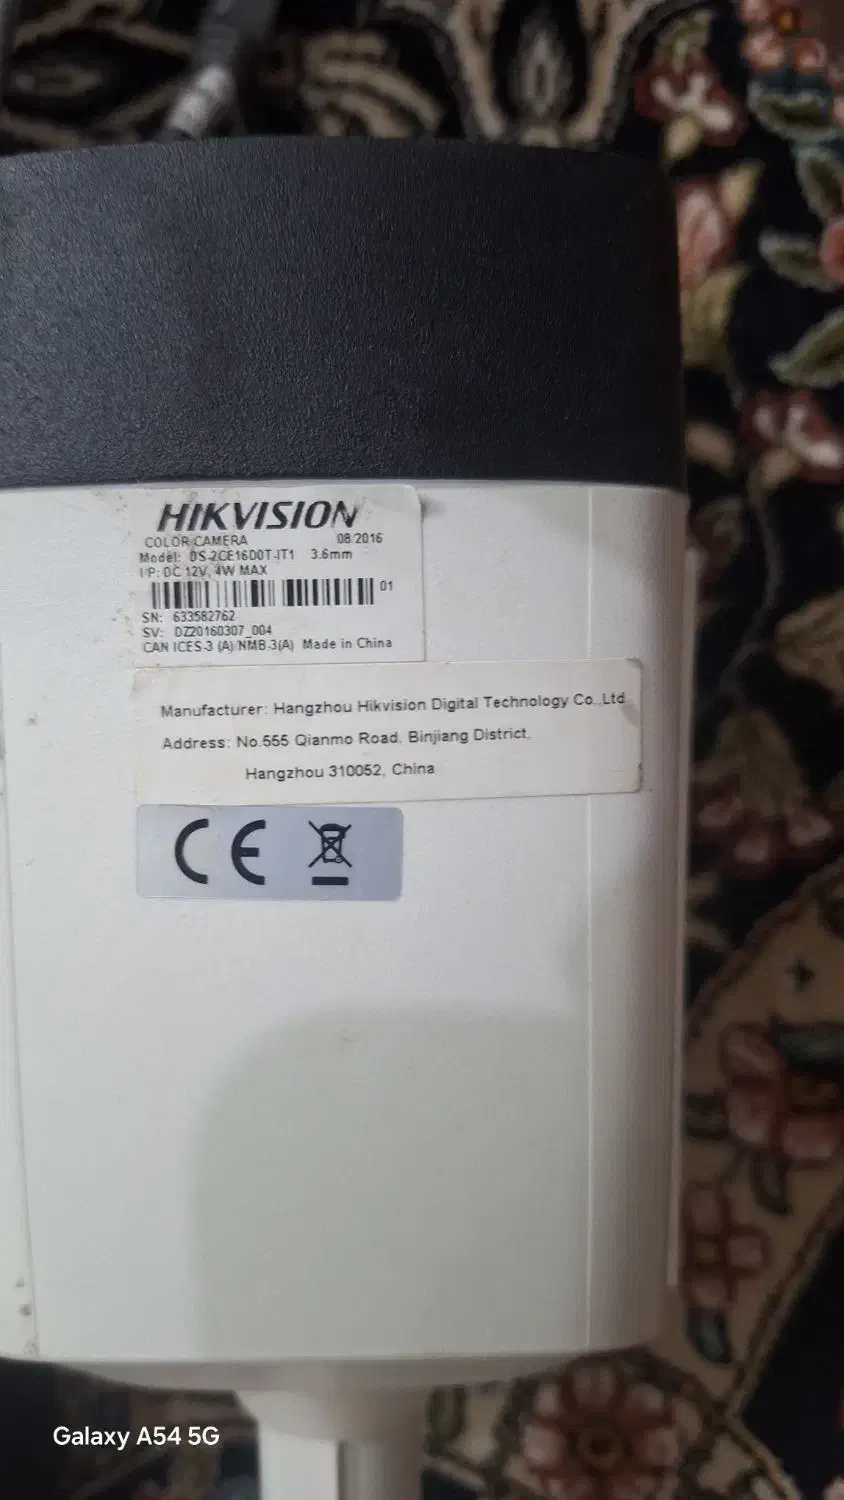 HIKVISION
COLOR CAMERA 08/2016
Model: DS-2CE16D0T-IT1 3.6mm
I/P: DC 12V, 4W MAX
01
SN: 633582762
SV: DZ20160307_004
CAN ICES-3 (A)/NMB-3(A) Made in China
Manufacturer: Hangzhou Hikvision Digital Technology Co.,Ltd.
Address: No.555 Qianmo Road, Binjiang District,
Hangzhou 310052, China
CE
Galaxy A54 5G